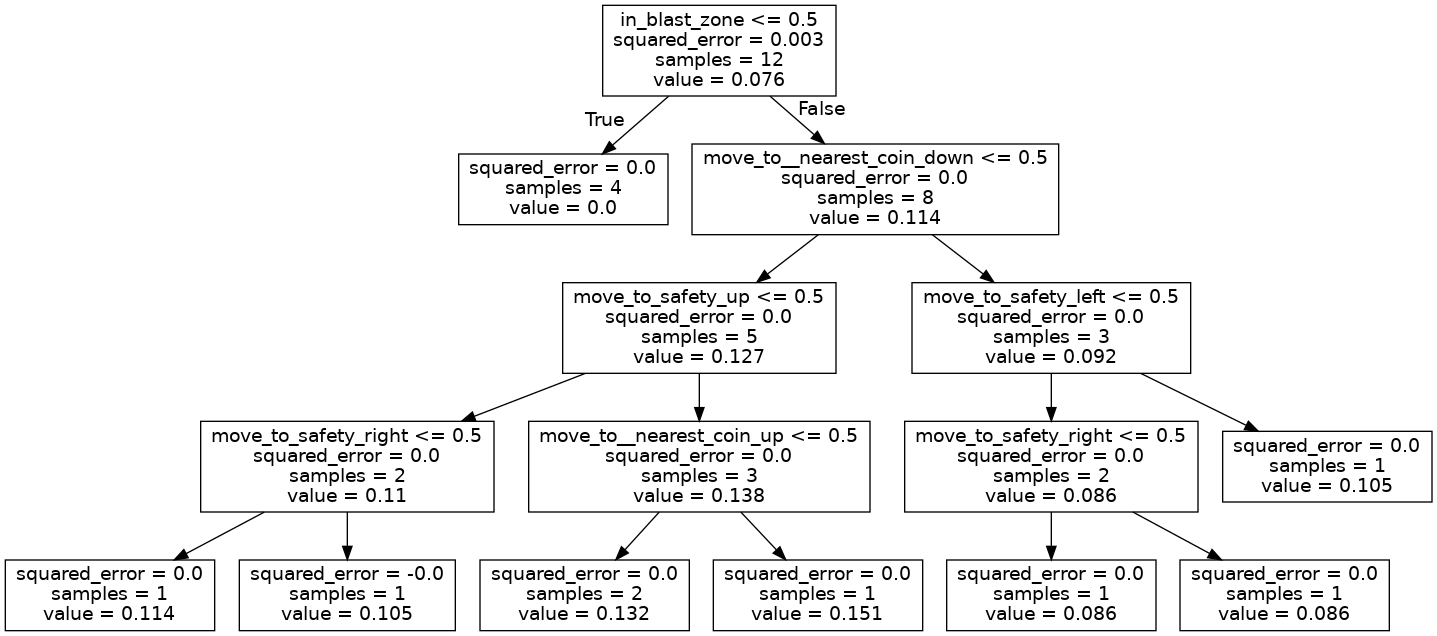 in_blast_zone <= 0.5
squared_error = 0.003
samples = 12
value = 0.076
True
False
squared_error = 0.0
samples = 4
value = 0.0
move_to__nearest_coin_down <= 0.5
squared_error = 0.0
samples = 8
value = 0.114
move_to_safety_up <= 0.5
squared_error = 0.0
samples = 5
value = 0.127
move_to_safety_left <= 0.5
squared_error = 0.0
samples = 3
value = 0.092
move_to_safety_right <= 0.5
squared_error = 0.0
samples = 2
value = 0.11
move_to__nearest_coin_up <= 0.5
squared_error = 0.0
samples = 3
value = 0.138
move_to_safety_right <= 0.5
squared_error = 0.0
samples = 2
value = 0.086
squared_error = 0.0
samples = 1
value = 0.105
squared_error = 0.0
samples = 1
value = 0.114
squared_error = -0.0
samples = 1
value = 0.105
squared_error = 0.0
samples = 2
value = 0.132
squared_error = 0.0
samples = 1
value = 0.151
squared_error = 0.0
samples = 1
value = 0.086
squared_error = 0.0
samples = 1
value = 0.086